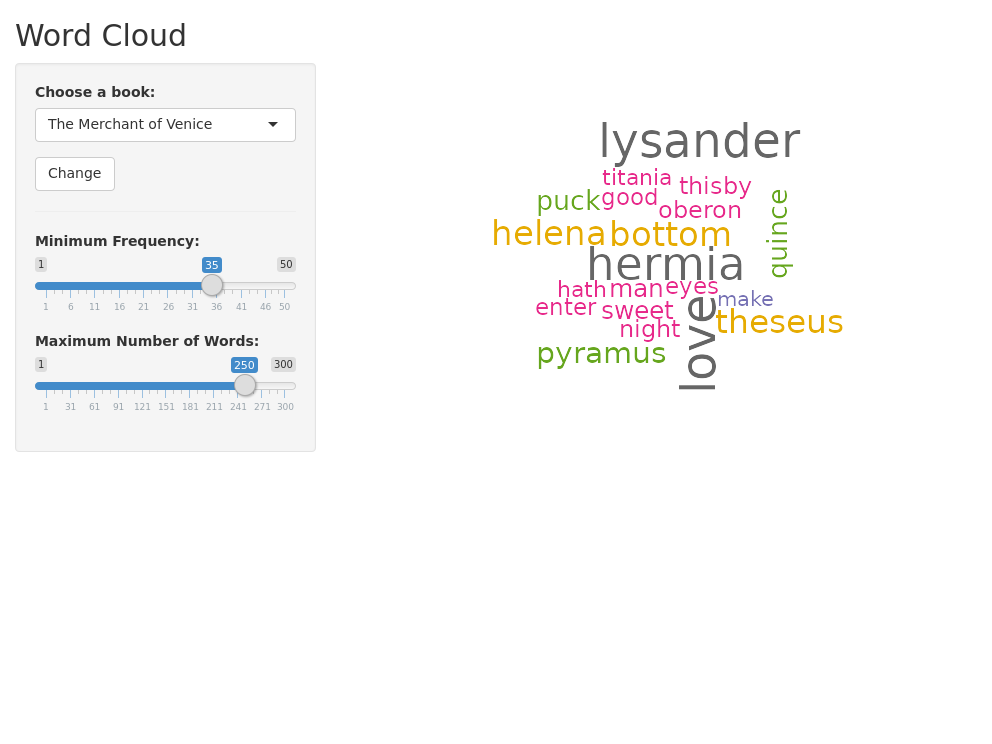 Word Cloud
Choose a book:
The Merchant of Venice
Change
Minimum Frequency:
1 35 50
1 6 11 16 21 26 31 36 41 46 50
Maximum Number of Words:
1 250 300
1 31 61 91 121 151 181 211 241 271 300
lysander
titania
thisby
puck
good
oberon
quince
helena
bottom
hermia
hath
man
eyes
make
enter
sweet
love
theseus
night
pyramus